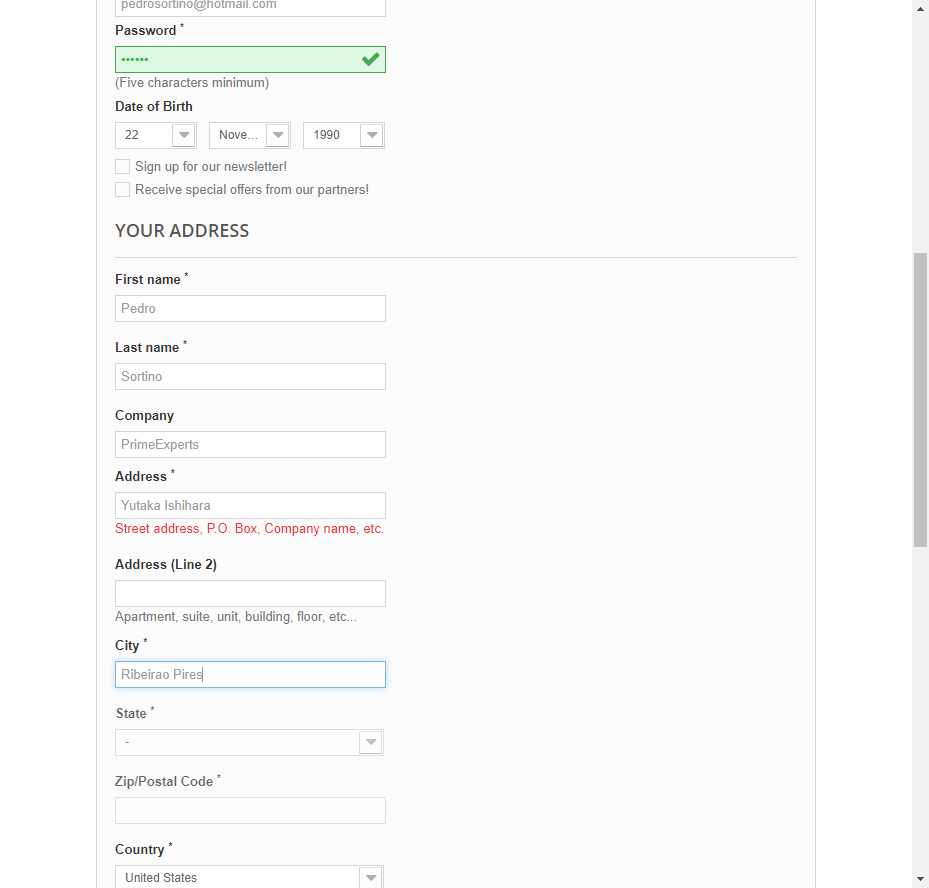 pedrosortino@hotmail.com
Password *
••••••
(Five characters minimum)
Date of Birth
22 Nove... 1990
Sign up for our newsletter!
Receive special offers from our partners!
YOUR ADDRESS
First name *
Pedro
Last name *
Sortino
Company
PrimeExperts
Address *
Yutaka Ishihara
Street address, P.O. Box, Company name, etc.
Address (Line 2)
Apartment, suite, unit, building, floor, etc...
City *
Ribeirao Pires
State *
-
Zip/Postal Code *
Country *
United States